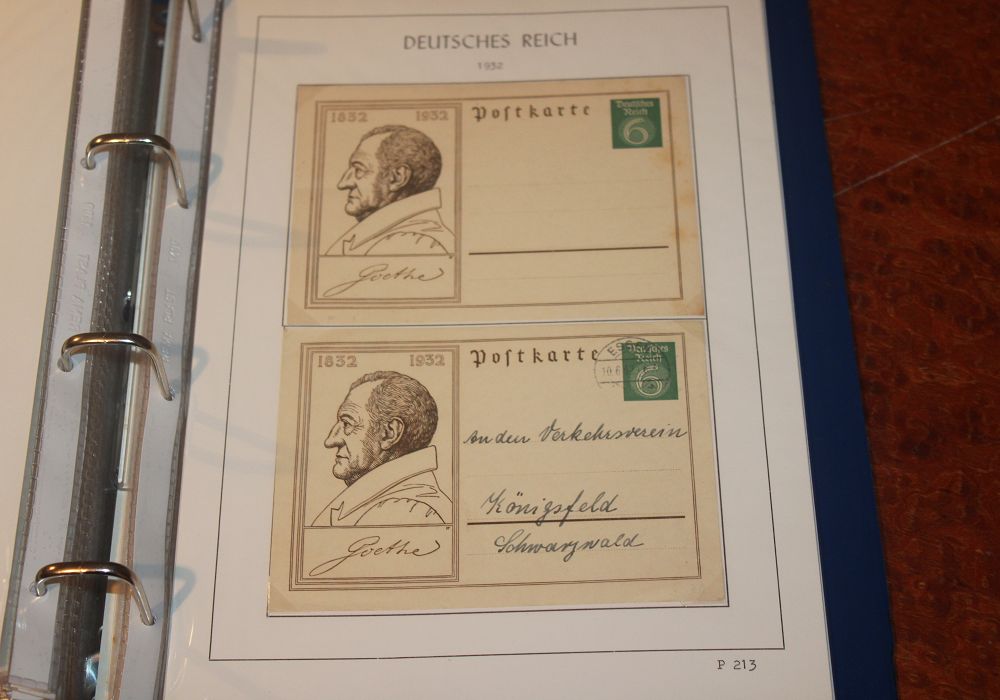 DEUTSCHES REICH
1932
1832 1932
Postkarte
Deutsches
Reich
6
Goethe
1832 1932
Postkarte
Deutsches
Reich
6
An den Verkehrsverein
Königsfeld
Schwarzwald
Goethe
P 213